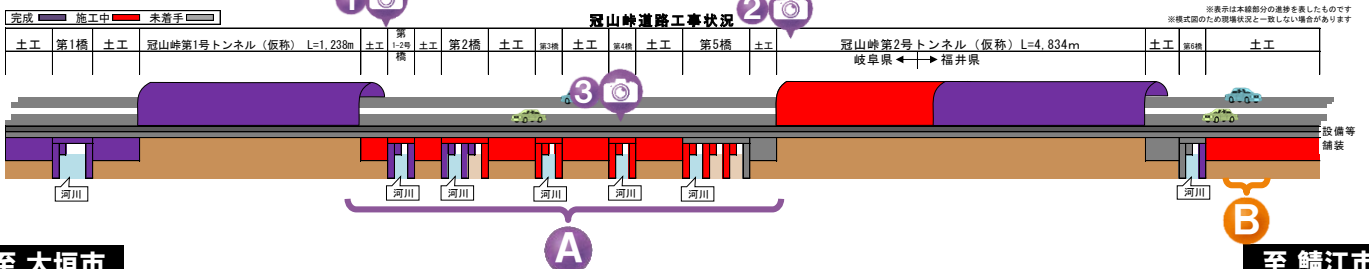 完成 施工中 未着手
1
冠山峠道路工事状況
2
※表示は本線部分の進捗を表したものです
※模式図のため現場状況と一致しない場合があります
土工 第1橋 土工 冠山峠第1号トンネル（仮称） L=1,238m 土工 第1-2号橋 土工 第2橋 土工 第3橋 土工 第4橋 土工 第5橋 土工 冠山峠第2号トンネル（仮称）L=4,834m 土工 第6橋 土工
岐阜県 福井県
3
設備等
舗装
河川 河川 河川 河川 河川 河川 河川
A
B
至 大垣市
至 鯖江市